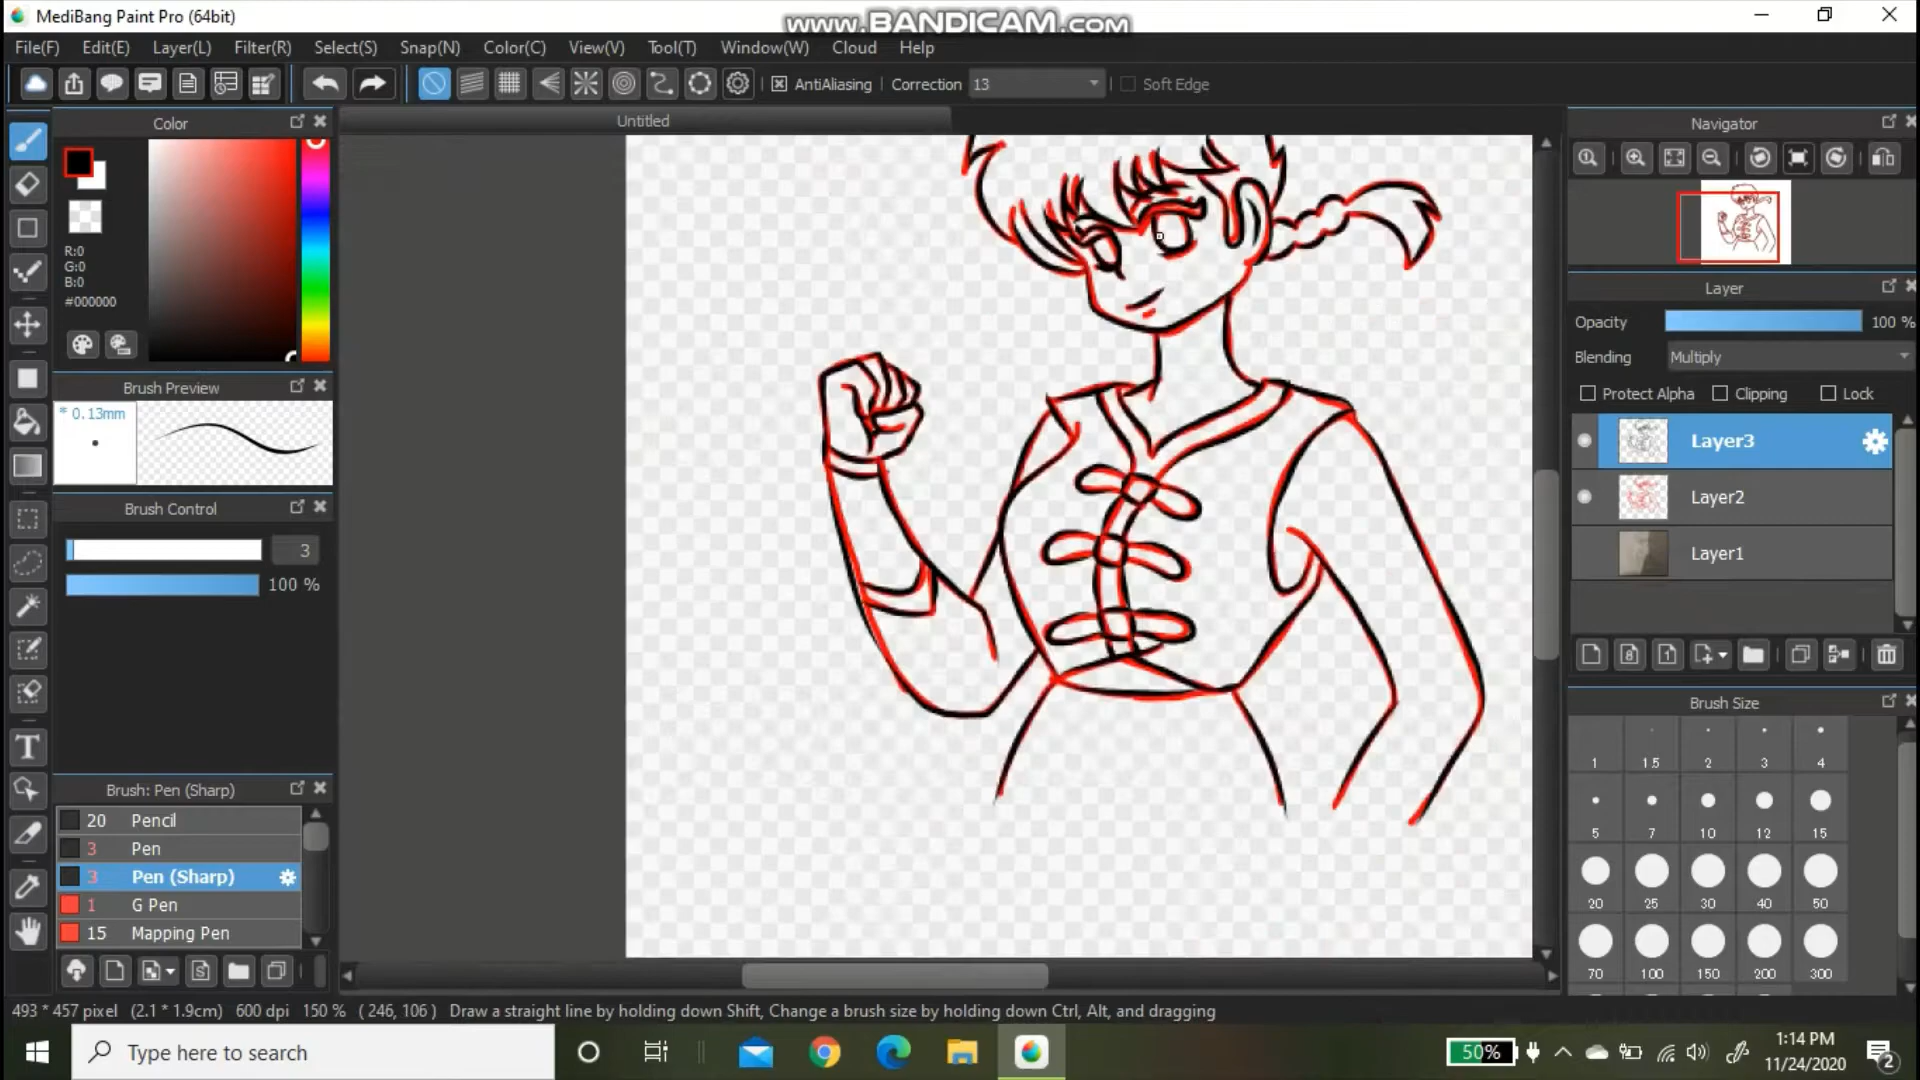 MediBang Paint Pro (64bit)
www.BANDICAM.com
File(F) Edit(E) Layer(L) Filter(R) Select(S) Snap(N) Color(C) View(V) Tool(T) Window(W) Cloud Help
AntiAliasing Correction 13 Soft Edge
Untitled
Color
R:0
G:0
B:0
#000000
Brush Preview
* 0.13mm
Brush Control
3
100 %
Brush: Pen (Sharp)
20 Pencil
3 Pen
3 Pen (Sharp)
1 G Pen
15 Mapping Pen
Navigator
Layer
Opacity 100 %
Blending Multiply
Protect Alpha Clipping Lock
Layer3
Layer2
Layer1
8 1
Brush Size
1 1.5 2 3 4
5 7 10 12 15
20 25 30 40 50
70 100 150 200 300
493 * 457 pixel (2.1 * 1.9cm) 600 dpi 150 % ( 246, 106 ) Draw a straight line by holding down Shift, Change a brush size by holding down Ctrl, Alt, and dragging
Type here to search
50%
1:14 PM
11/24/2020
2